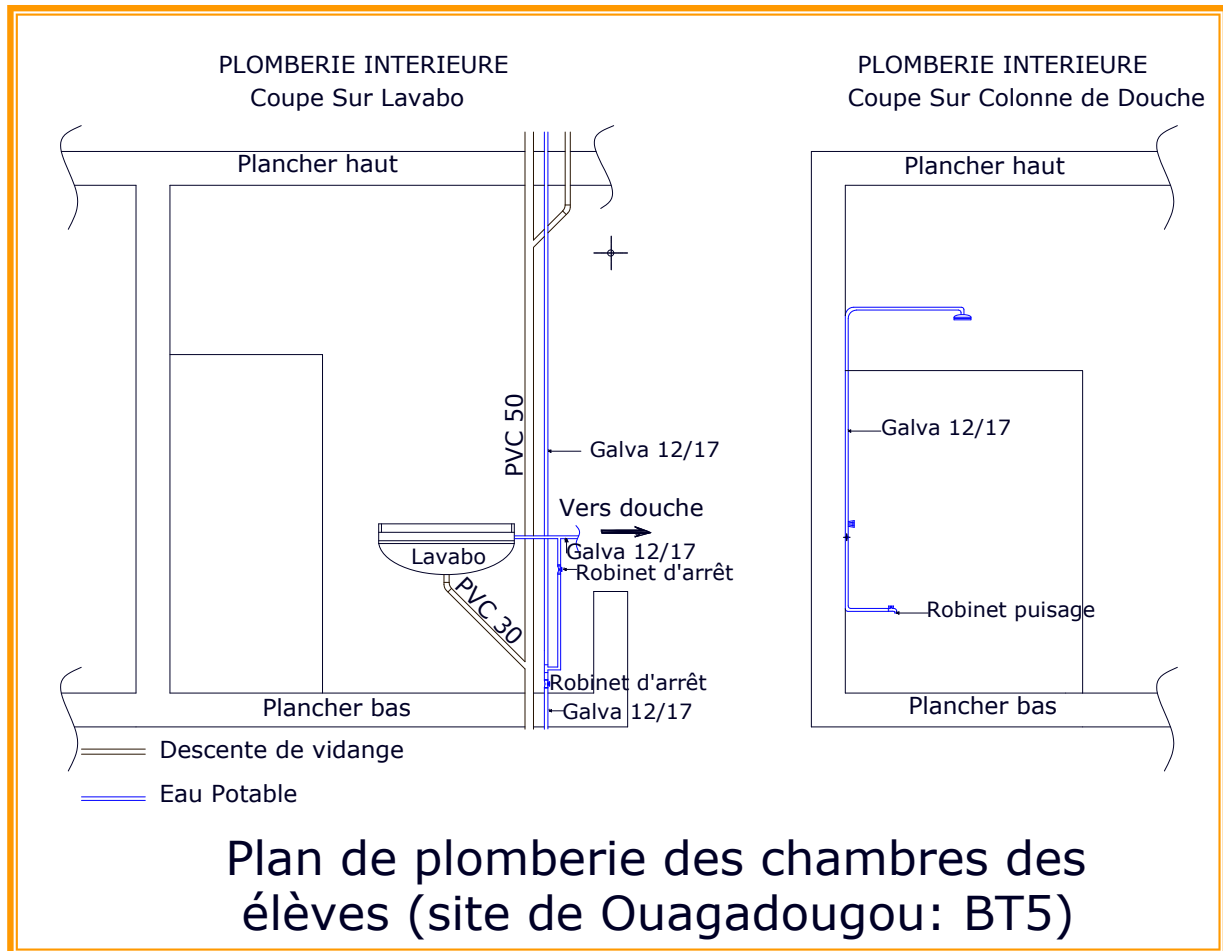 PLOMBERIE INTERIEURE
Coupe Sur Lavabo
Plancher haut
PVC 50
Galva 12/17
Vers douche
Galva 12/17
Lavabo
Robinet d'arrêt
PVC 30
Robinet d'arrêt
Plancher bas
Galva 12/17
PLOMBERIE INTERIEURE
Coupe Sur Colonne de Douche
Plancher haut
Galva 12/17
Robinet puisage
Plancher bas
Descente de vidange
Eau Potable
Plan de plomberie des chambres des
élèves (site de Ouagadougou: BT5)